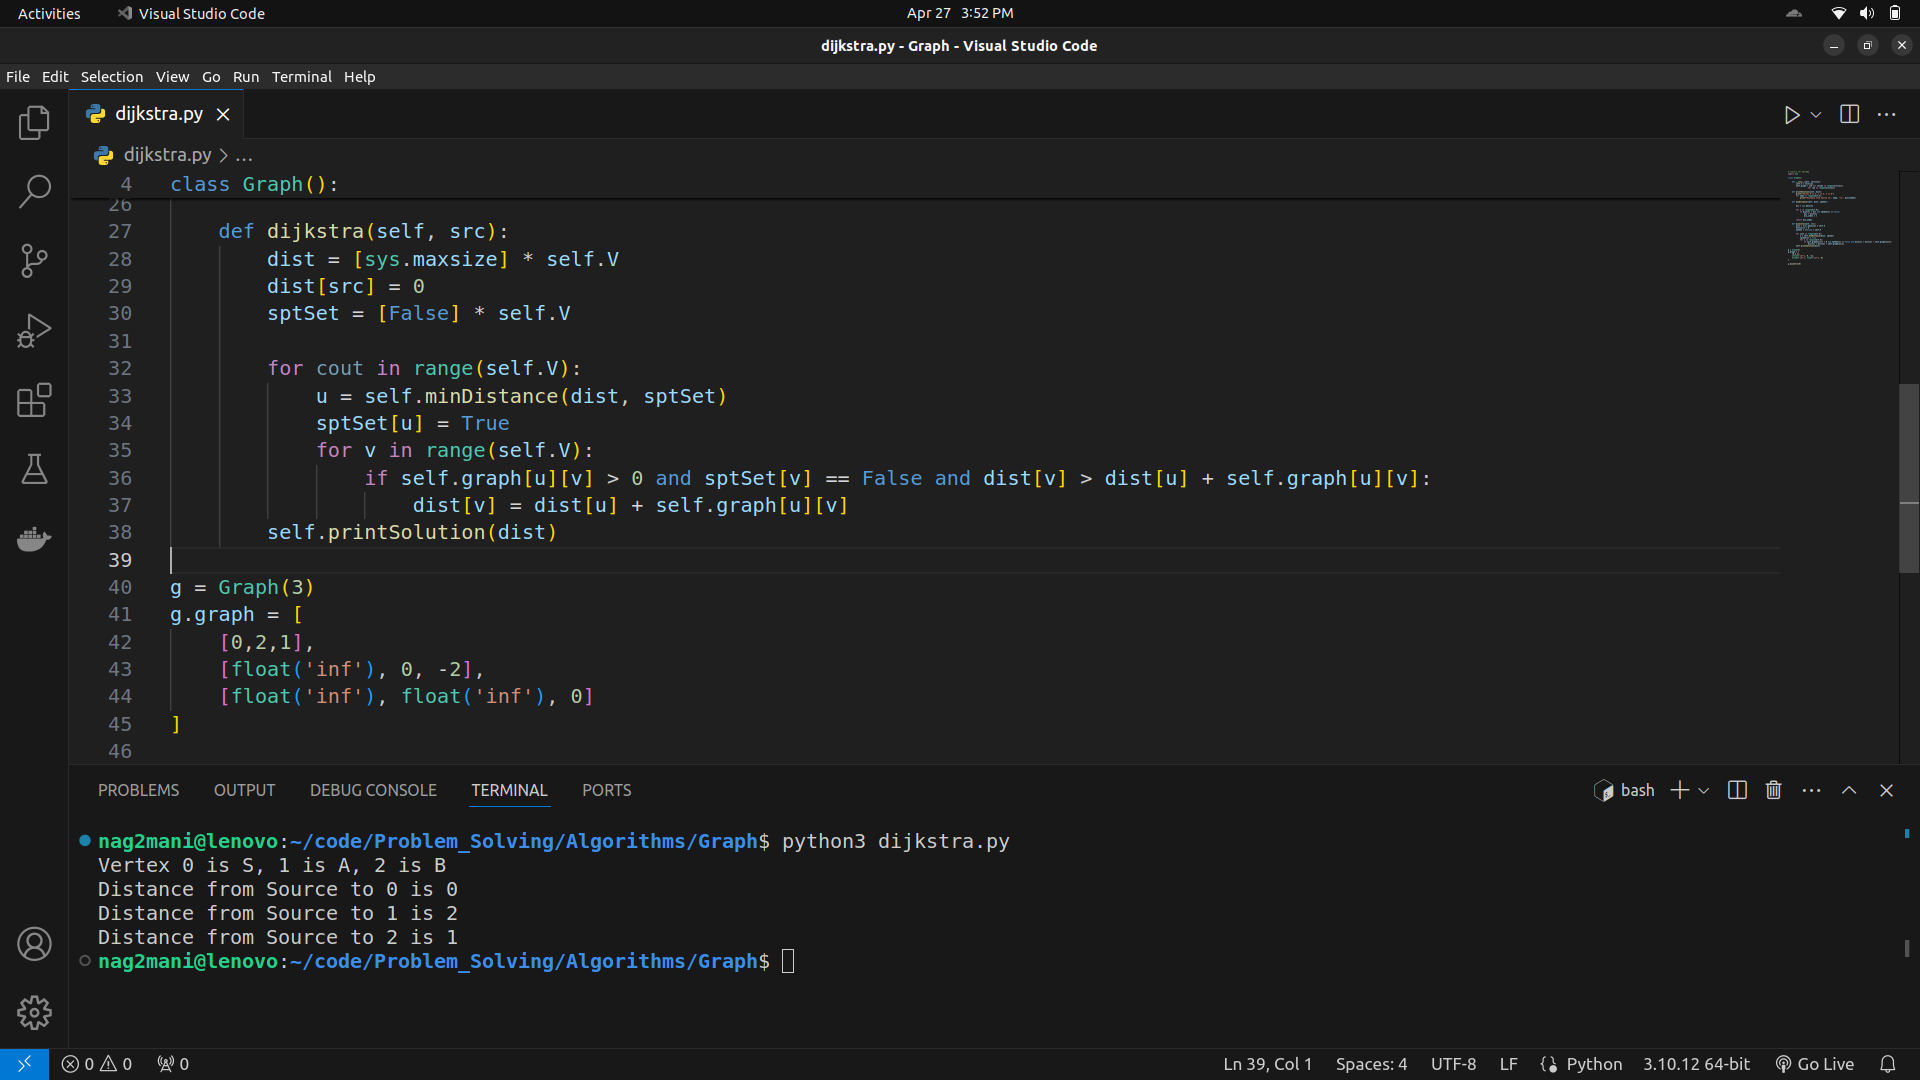 Activities Visual Studio Code Apr 27 3:52 PM
dijkstra.py - Graph - Visual Studio Code
File Edit Selection View Go Run Terminal Help
dijkstra.py
dijkstra.py > ...
4 class Graph():
26
27 def dijkstra(self, src):
28 dist = [sys.maxsize] * self.V
29 dist[src] = 0
30 sptSet = [False] * self.V
31
32 for cout in range(self.V):
33 u = self.minDistance(dist, sptSet)
34 sptSet[u] = True
35 for v in range(self.V):
36 if self.graph[u][v] > 0 and sptSet[v] == False and dist[v] > dist[u] + self.graph[u][v]:
37 dist[v] = dist[u] + self.graph[u][v]
38 self.printSolution(dist)
39
40 g = Graph(3)
41 g.graph = [
42 [0,2,1],
43 [float('inf'), 0, -2],
44 [float('inf'), float('inf'), 0]
45 ]
46
PROBLEMS OUTPUT DEBUG CONSOLE TERMINAL PORTS bash
nag2mani@lenovo:~/code/Problem_Solving/Algorithms/Graph$ python3 dijkstra.py
Vertex 0 is S, 1 is A, 2 is B
Distance from Source to 0 is 0
Distance from Source to 1 is 2
Distance from Source to 2 is 1
nag2mani@lenovo:~/code/Problem_Solving/Algorithms/Graph$
0 0 0 Ln 39, Col 1 Spaces: 4 UTF-8 LF {} Python 3.10.12 64-bit Go Live